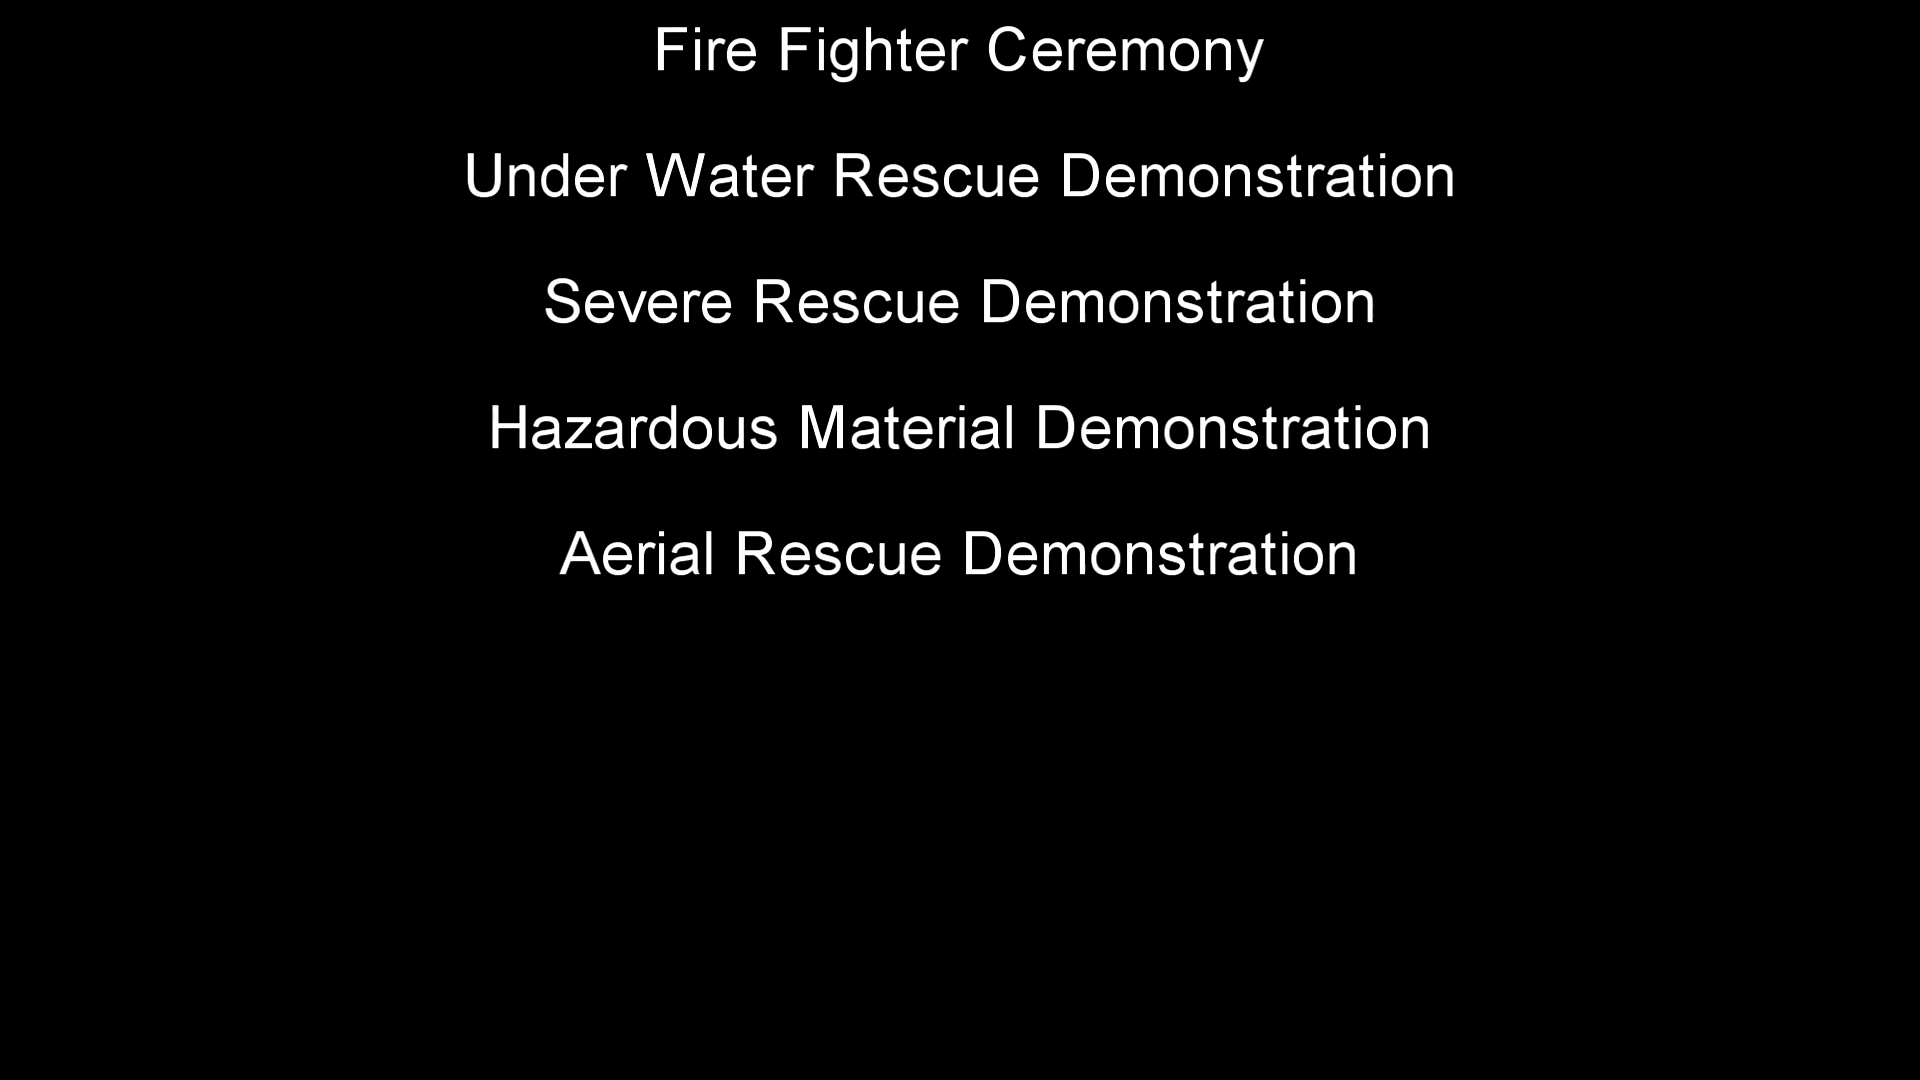 Fire Fighter Ceremony
Under Water Rescue Demonstration
Severe Rescue Demonstration
Hazardous Material Demonstration
Aerial Rescue Demonstration